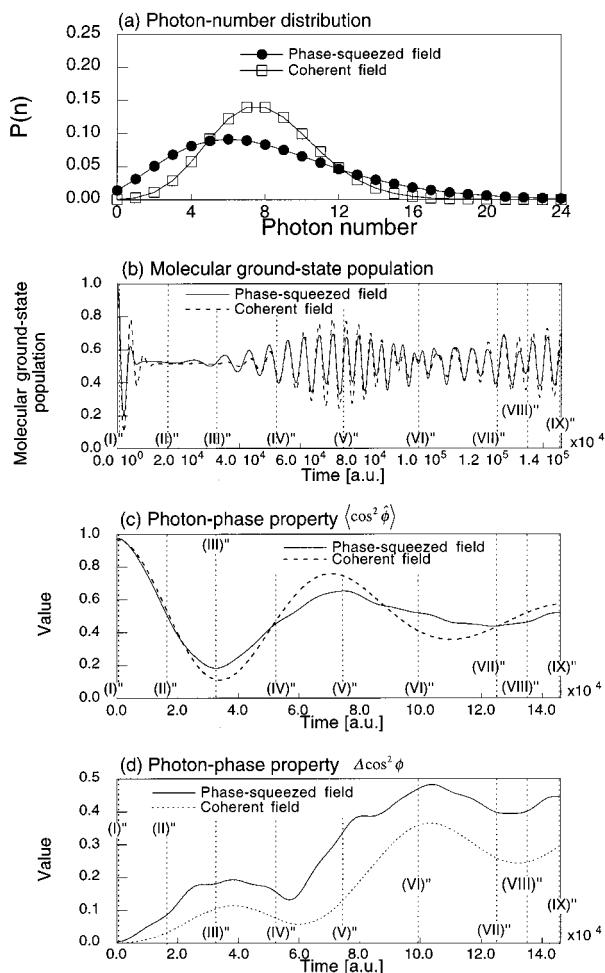 (a) Photon-number distribution
Phase-squeezed field
Coherent field
P(n)
0.25
0.20
0.15
0.10
0.05
0.00
0 4 8 12 16 20 24
Photon number
(b) Molecular ground-state population
Phase-squeezed field
Coherent field
Molecular ground-state
population
1.0
0.8
0.6
0.4
0.2
0.0
(I)" (II)" (III)" (IV)" (V)" (VI)" (VII)" (VIII)" (IX)"
0.0 10⁰ 2.0 10⁴ 4.0 10⁴ 6.0 10⁴ 8.0 10⁴ 1.0 10⁵ 1.2 10⁵ 1.4 10⁵ ×10⁴
Time [a.u.]
(c) Photon-phase property ⟨cos² ϕ̂⟩
Phase-squeezed field
Coherent field
Value
1.0
0.8
0.6
0.4
0.2
0.0
(I)" (II)" (III)" (IV)" (V)" (VI)" (VII)" (VIII)" (IX)"
0.0 2.0 4.0 6.0 8.0 10.0 12.0 14.0 ×10⁴
Time [a.u.]
(d) Photon-phase property Δcos² ϕ
Phase-squeezed field
Coherent field
Value
0.5
0.4
0.3
0.2
0.1
0.0
(I)" (II)" (III)" (IV)" (V)" (VI)" (VII)" (VIII)" (IX)"
0.0 2.0 4.0 6.0 8.0 10.0 12.0 14.0 ×10⁴
Time [a.u.]